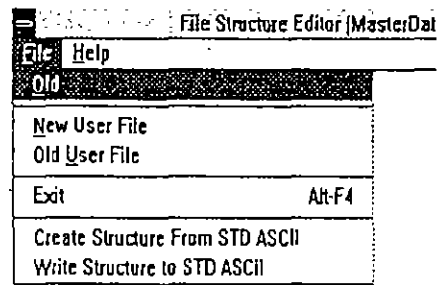 File Structure Editor (MasterDat
File Help
Old
New User File
Old User File
Exit Alt-F4
Create Structure From STD ASCII
Write Structure to STD ASCII